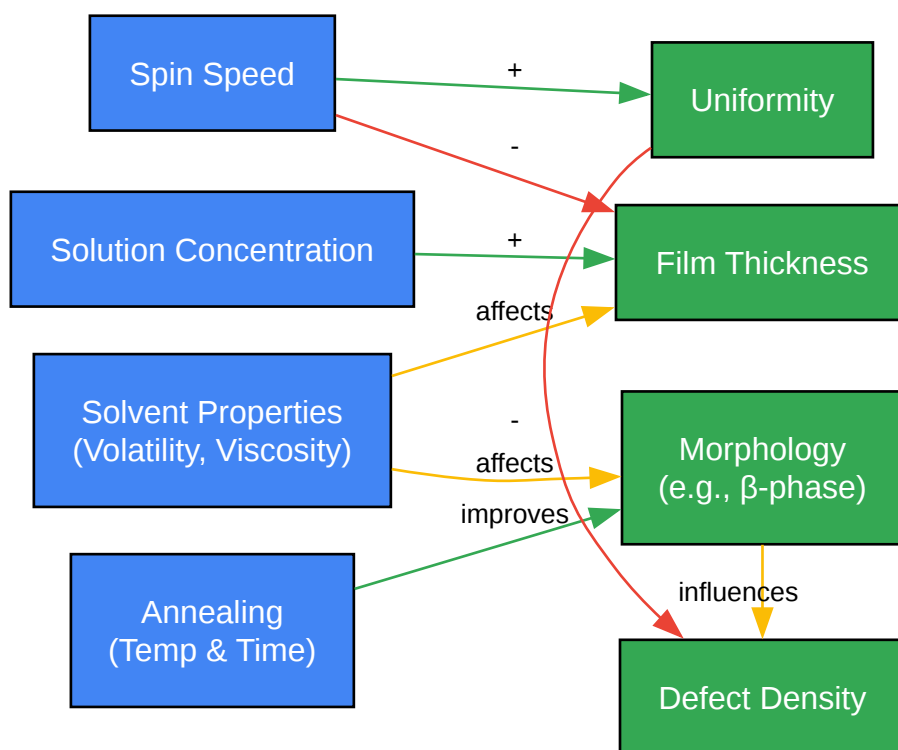 Spin Speed
+
Uniformity
-
Solution Concentration
+
Film Thickness
affects
Solvent Properties
(Volatility, Viscosity)
-
affects
Morphology
(e.g., β-phase)
improves
Annealing
(Temp & Time)
influences
Defect Density